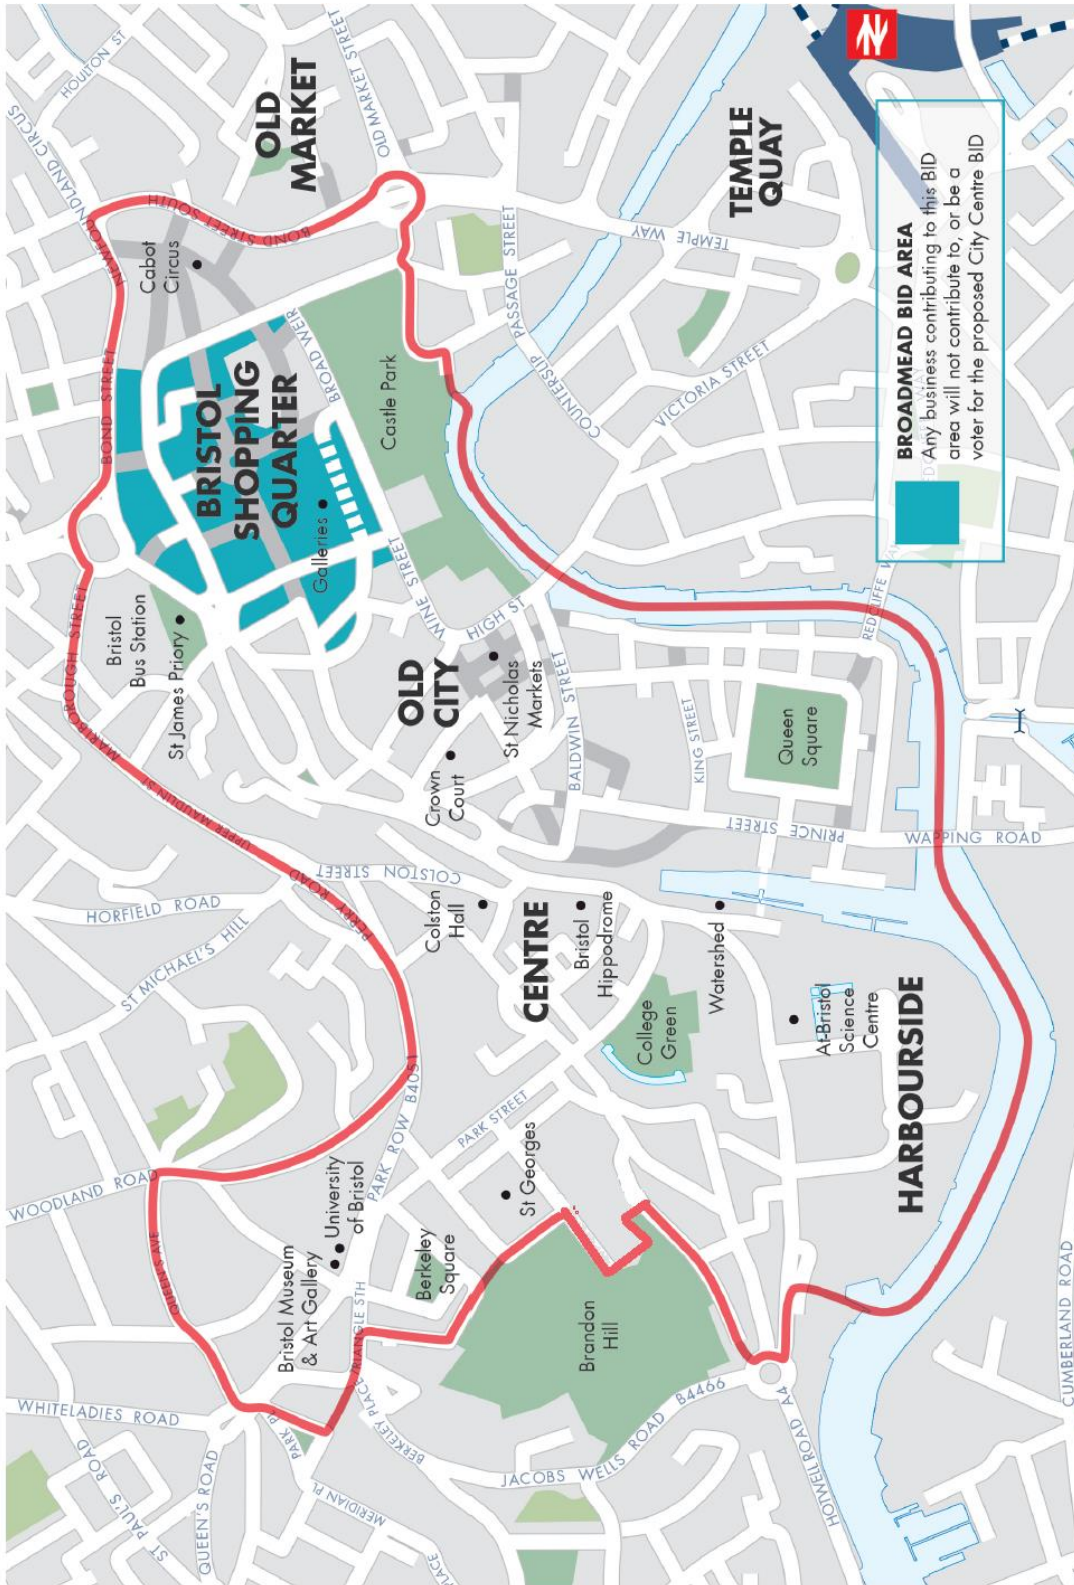 WHITELADIES ROAD
ST PAUL'S ROAD
QUEEN'S ROAD
MERIDIAN PL
PARK PL
BERKELEY PLACE
TRIANGLE STH
QUEEN'S AVE
WOODLAND ROAD
ST MICHAEL'S HILL
HORFIELD ROAD
PERRY ROAD
UPPER MAUDLIN ST
MARLBOROUGH STREET
BOND STREET
NEWFOUNDLAND CIRCUS
HOULTON ST
BOND STREET SOUTH
OLD MARKET STREET
OLD
MARKET
Cabot
Circus
BRISTOL
SHOPPING
QUARTER
Galleries
BROAD WEIR
Castle Park
Bristol
Bus Station
St James Priory
Bristol Museum
& Art Gallery
University
of Bristol
PARK ROW B4051
Berkeley
Square
PARK STREET
St Georges
COLSTON STREET
Colston
Hall
CENTRE
Bristol
Hippodrome
Crown
Court
OLD
CITY
WINE STREET
HIGH ST
St Nicholas
Markets
BALDWIN STREET
KING STREET
Queen
Square
PRINCE STREET
WAPPING ROAD
REDCLIFFE WAY
PASSAGE STREET
COUNTERSLIP
VICTORIA STREET
TEMPLE WAY
TEMPLE
QUAY
Brandon
Hill
College
Green
Watershed
At-Bristol
Science
Centre
HARBOURSIDE
JACOBS WELLS ROAD B4466
HOTWELL ROAD A4
CUMBERLAND ROAD
PLACE
BROADMEAD BID AREA
Any business contributing to this BID
area will not contribute to, or be a
voter for the proposed City Centre BID